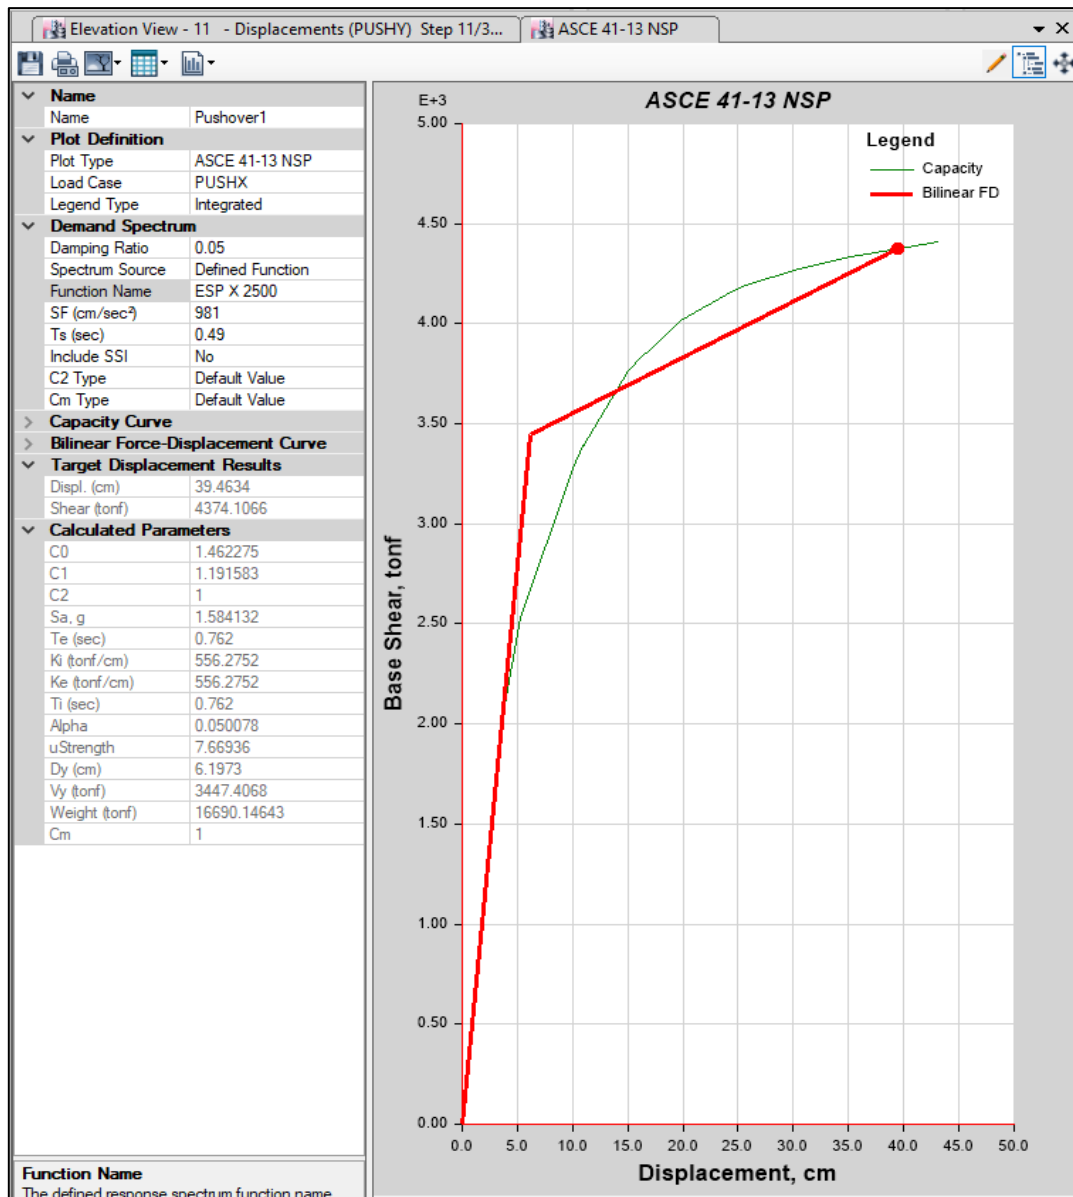 Elevation View - 11 - Displacements (PUSHY) Step 11/3...
ASCE 41-13 NSP
Name
Name Pushover1
Plot Definition
Plot Type ASCE 41-13 NSP
Load Case PUSHX
Legend Type Integrated
Demand Spectrum
Damping Ratio 0.05
Spectrum Source Defined Function
Function Name ESP X 2500
SF (cm/sec²) 981
Ts (sec) 0.49
Include SSI No
C2 Type Default Value
Cm Type Default Value
Capacity Curve
Bilinear Force-Displacement Curve
Target Displacement Results
Displ. (cm) 39.4634
Shear (tonf) 4374.1066
Calculated Parameters
C0 1.462275
C1 1.191583
C2 1
Sa, g 1.584132
Te (sec) 0.762
Ki (tonf/cm) 556.2752
Ke (tonf/cm) 556.2752
Ti (sec) 0.762
Alpha 0.050078
uStrength 7.66936
Dy (cm) 6.1973
Vy (tonf) 3447.4068
Weight (tonf) 16690.14643
Cm 1
Function Name
The defined response spectrum function name
E+3
ASCE 41-13 NSP
Legend
Capacity
Bilinear FD
5.00
4.50
4.00
3.50
3.00
2.50
2.00
1.50
1.00
0.50
0.00
Base Shear, tonf
0.0 5.0 10.0 15.0 20.0 25.0 30.0 35.0 40.0 45.0 50.0
Displacement, cm